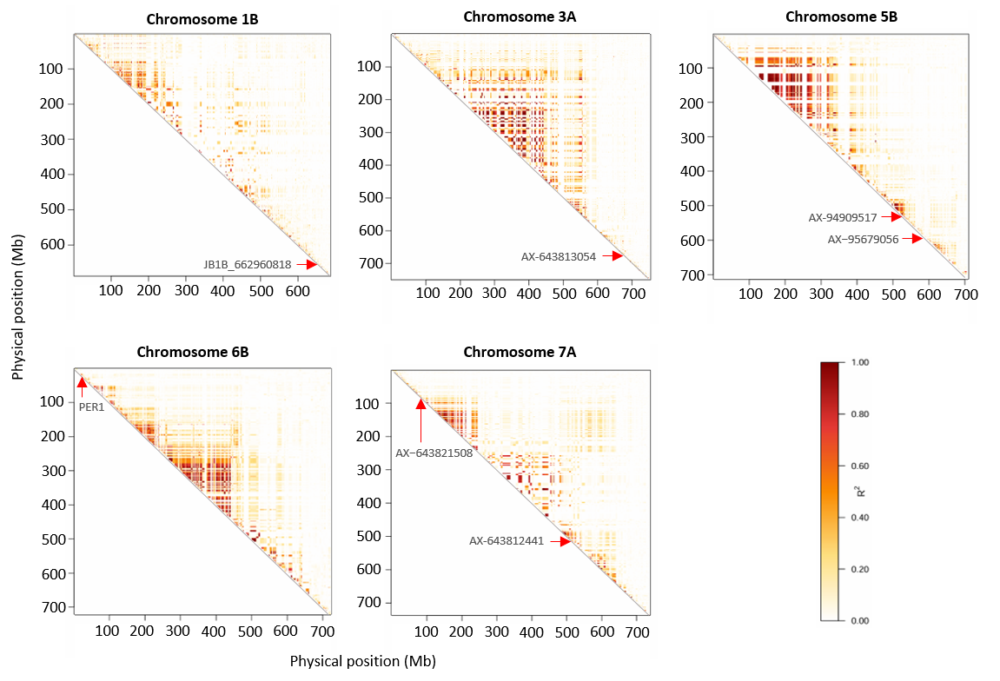 Chromosome 1B
Chromosome 3A
Chromosome 5B
100
200
300
400
500
600
JB1B_662960818
100 200 300 400 500 600
100
200
300
400
500
600
700
AX-643813054
100 200 300 400 500 600 700
100
200
300
400
500
600
700
AX-94909517
AX−95679056
100 200 300 400 500 600 700
Physical position (Mb)
Chromosome 6B
Chromosome 7A
100
200
300
400
500
600
700
PER1
100 200 300 400 500 600 700
100
200
300
400
500
600
700
AX−643821508
AX-643812441
100 200 300 400 500 600 700
1.00
0.80
0.60
0.40
0.20
0.00
R²
Physical position (Mb)